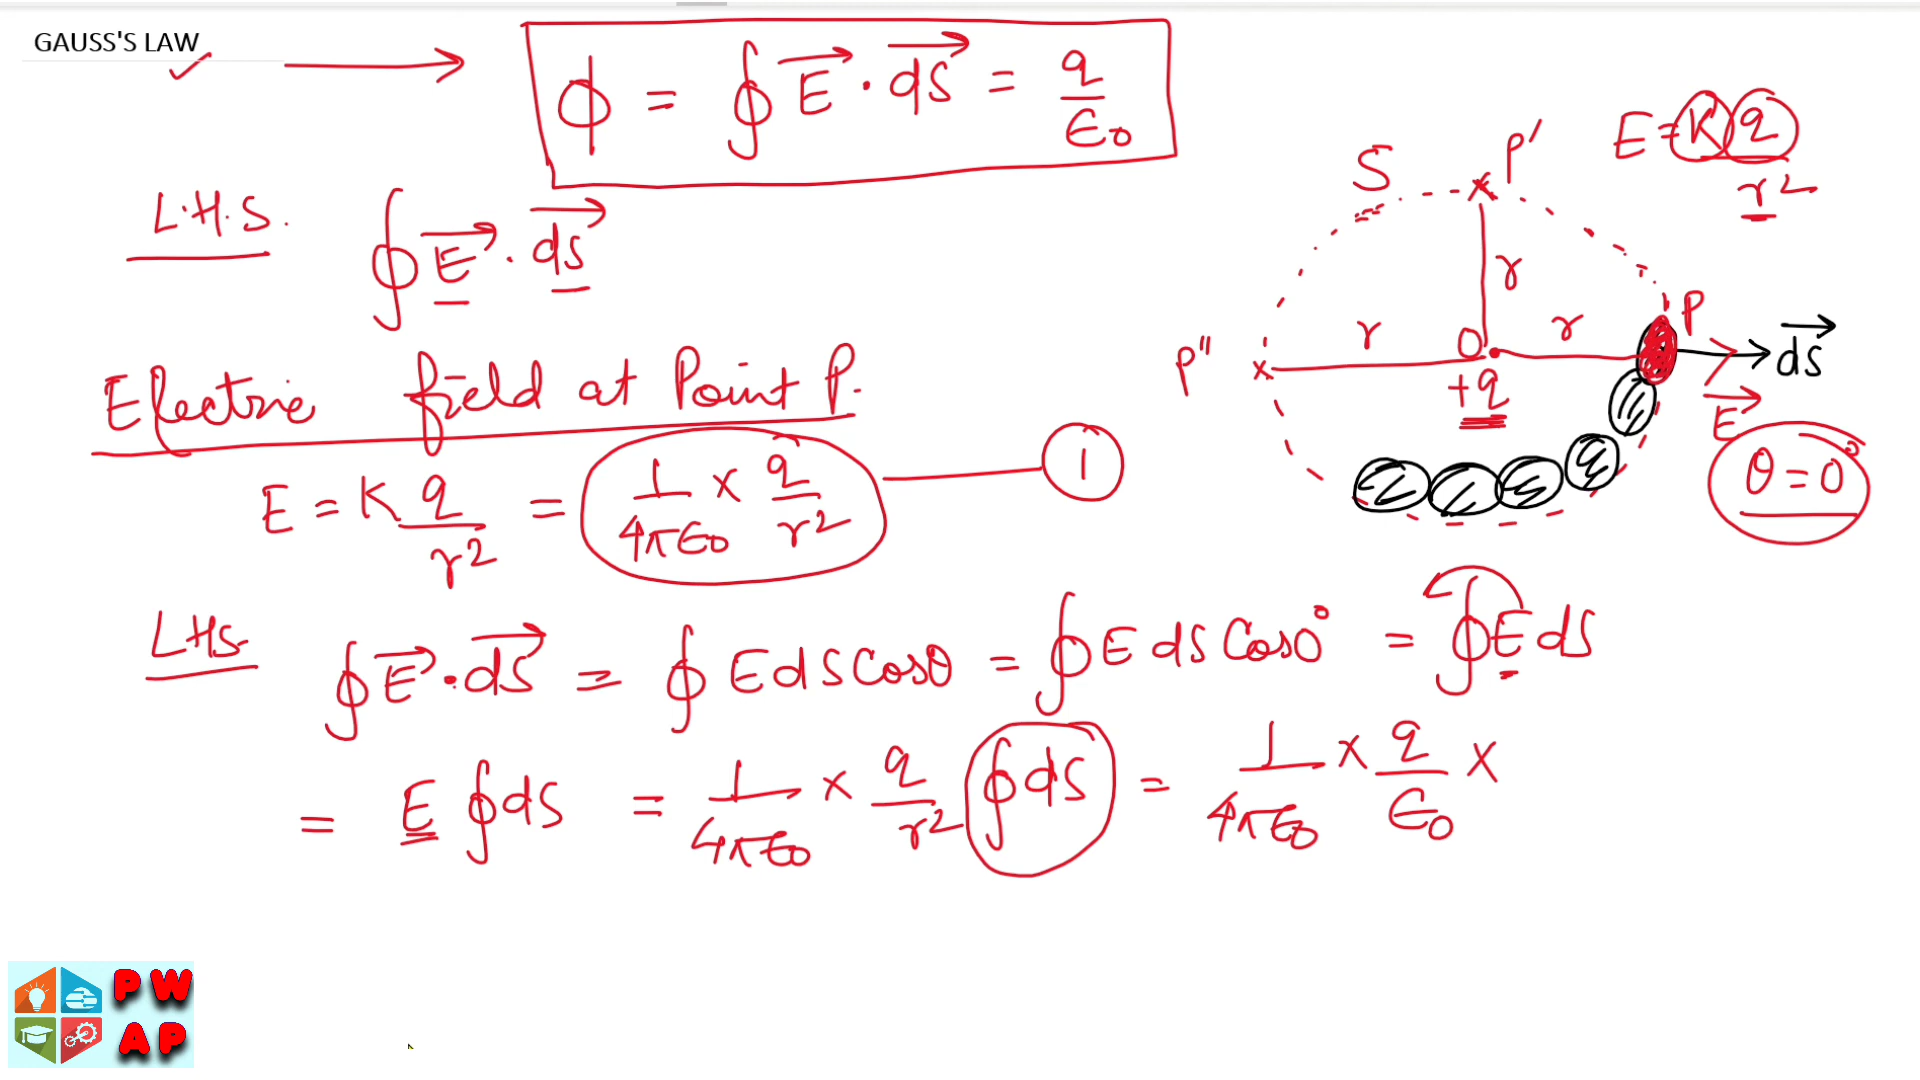 GAUSS'S LAW
ϕ = ∮ E⃗ · ds⃗ = q/ε₀
L.H.S. ∮ E⃗ · ds⃗
Electric field at Point P.
E = K q/r² = 1/4πε₀ × q/r² ——— 1
LHS. ∮ E⃗ · ds⃗ = ∮ E dS Cosθ = ∮ E dS Cos0° = ∮ E dS
= E ∮ dS = 1/4πε₀ × q/r² ∮ dS = 1/4πε₀ × q/ε₀ ×
E = K q/r²
S
P'
r
P"
r
O
r
P
+q
ds⃗
E⃗
θ = 0°
P W
A P